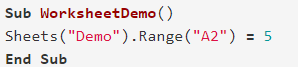 Sub WorksheetDemo()
Sheets("Demo").Range("A2") = 5
End Sub